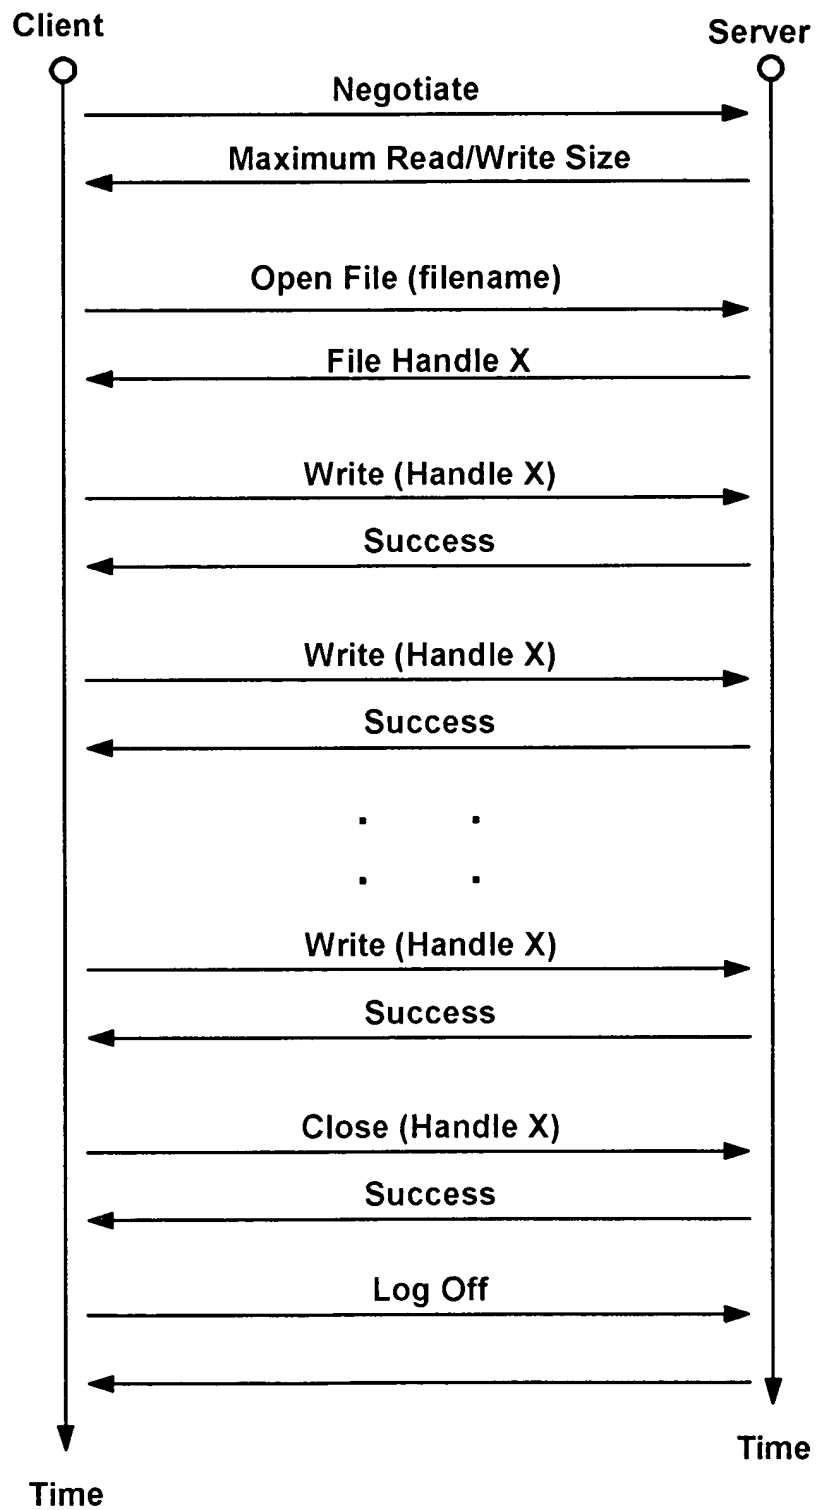 Client
Server
Negotiate
Maximum Read/Write Size
Open File (filename)
File Handle X
Write (Handle X)
Success
Write (Handle X)
Success
Write (Handle X)
Success
Close (Handle X)
Success
Log Off
Time
Time